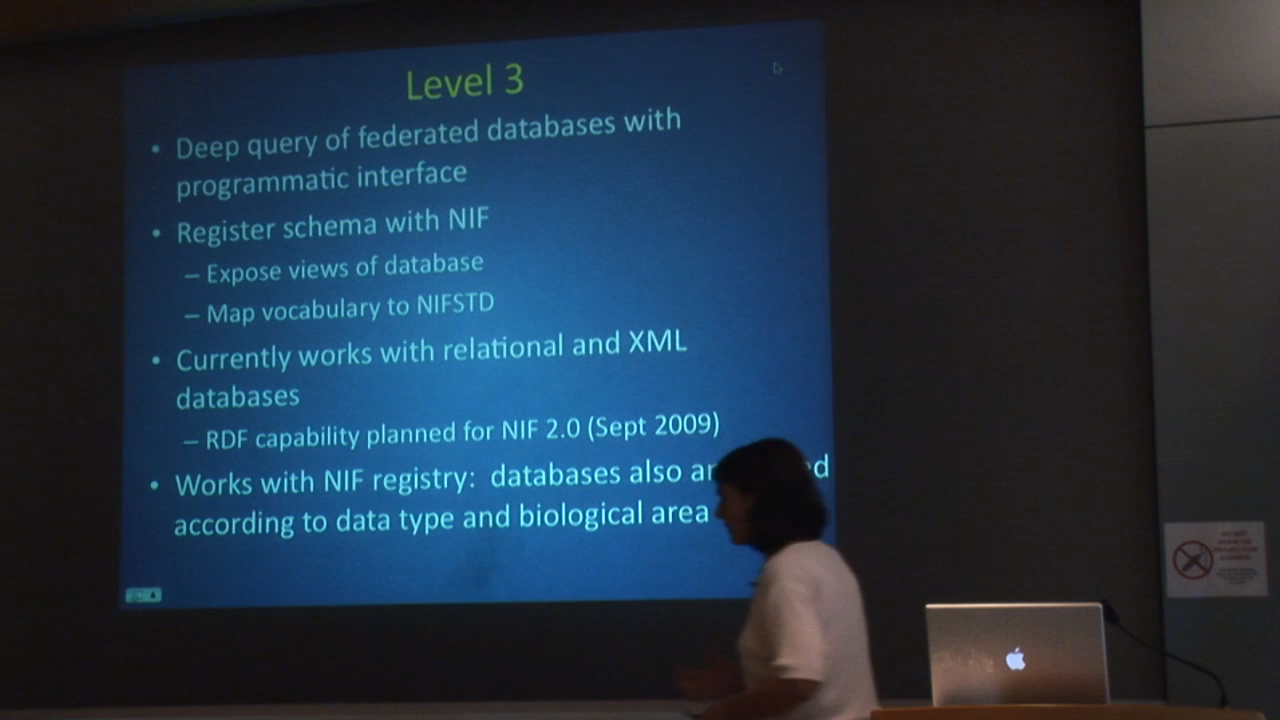 Level 3
• Deep query of federated databases with
programmatic interface
• Register schema with NIF
– Expose views of database
– Map vocabulary to NIFSTD
• Currently works with relational and XML
databases
– RDF capability planned for NIF 2.0 (Sept 2009)
• Works with NIF registry: databases also
according to data type and biological area